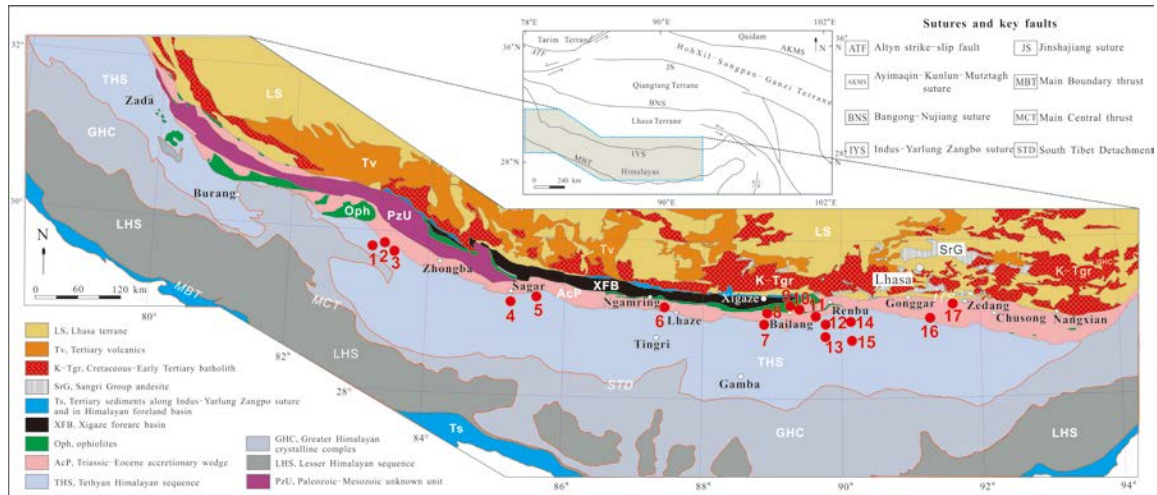 78°E
90°E
102°E
36°N
N
36°
Tarim Terrane
Qaidam
ATF
AKMS
HohXil-Songpan-Ganzi Terrane
JS
Qiangtang Terrane
BNS
Lhasa Terrane
IYS
28°N
28°
MBT
Himalayas
0 240 km
90°E
102°E
Sutures and key faults
ATF Altyn strike-slip fault
JS Jinshajiang suture
AKMS Ayimaqin-Kunlun-Mutztagh suture
MBT Main Boundary thrust
BNS Bangong-Nujiang suture
MCT Main Central thrust
IYS Indus-Yarlung Zangbo suture
STD South Tibet Detachment
32°
THS
Zada
LS
GHC
Tv
Burang
30°
Oph
PzU
LHS
1 2 3
Zhongba
N
0 60 120 km
MBT
MCT
80°
Sagar
4
5
AcP
XFB
Tv
Ngamring
6
Lhaze
Tingri
K-Tgr
Xigaze
8
10
11
Bailang
7
Renbu
12
14
13
15
LS
SrG
Lhasa
K-Tgr
GHC
Gonggar
17
Zedang
16
Chusong
Nangxian
THS
STD
Gamba
LHS
82°
28°
84°
Ts
GHC
LHS
86°
88°
90°
92°
94°
LS, Lhasa terrane
Tv, Tertiary volcanics
K-Tgr, Cretaceous-Early Tertiary batholith
SrG, Sangri Group andesite
Ts, Tertiary sediments along Indus-Yarlung Zangpo suture
and in Himalayan foreland basin
XFB, Xigaze forearc basin
Oph, ophiolites
AcP, Triassic-Eocene accretionary wedge
THS, Tethyan Himalayan sequence
GHC, Greater Himalayan
crystalline complex
LHS, Lesser Himalayan sequence
PzU, Paleozoic-Mesozoic unknown unit